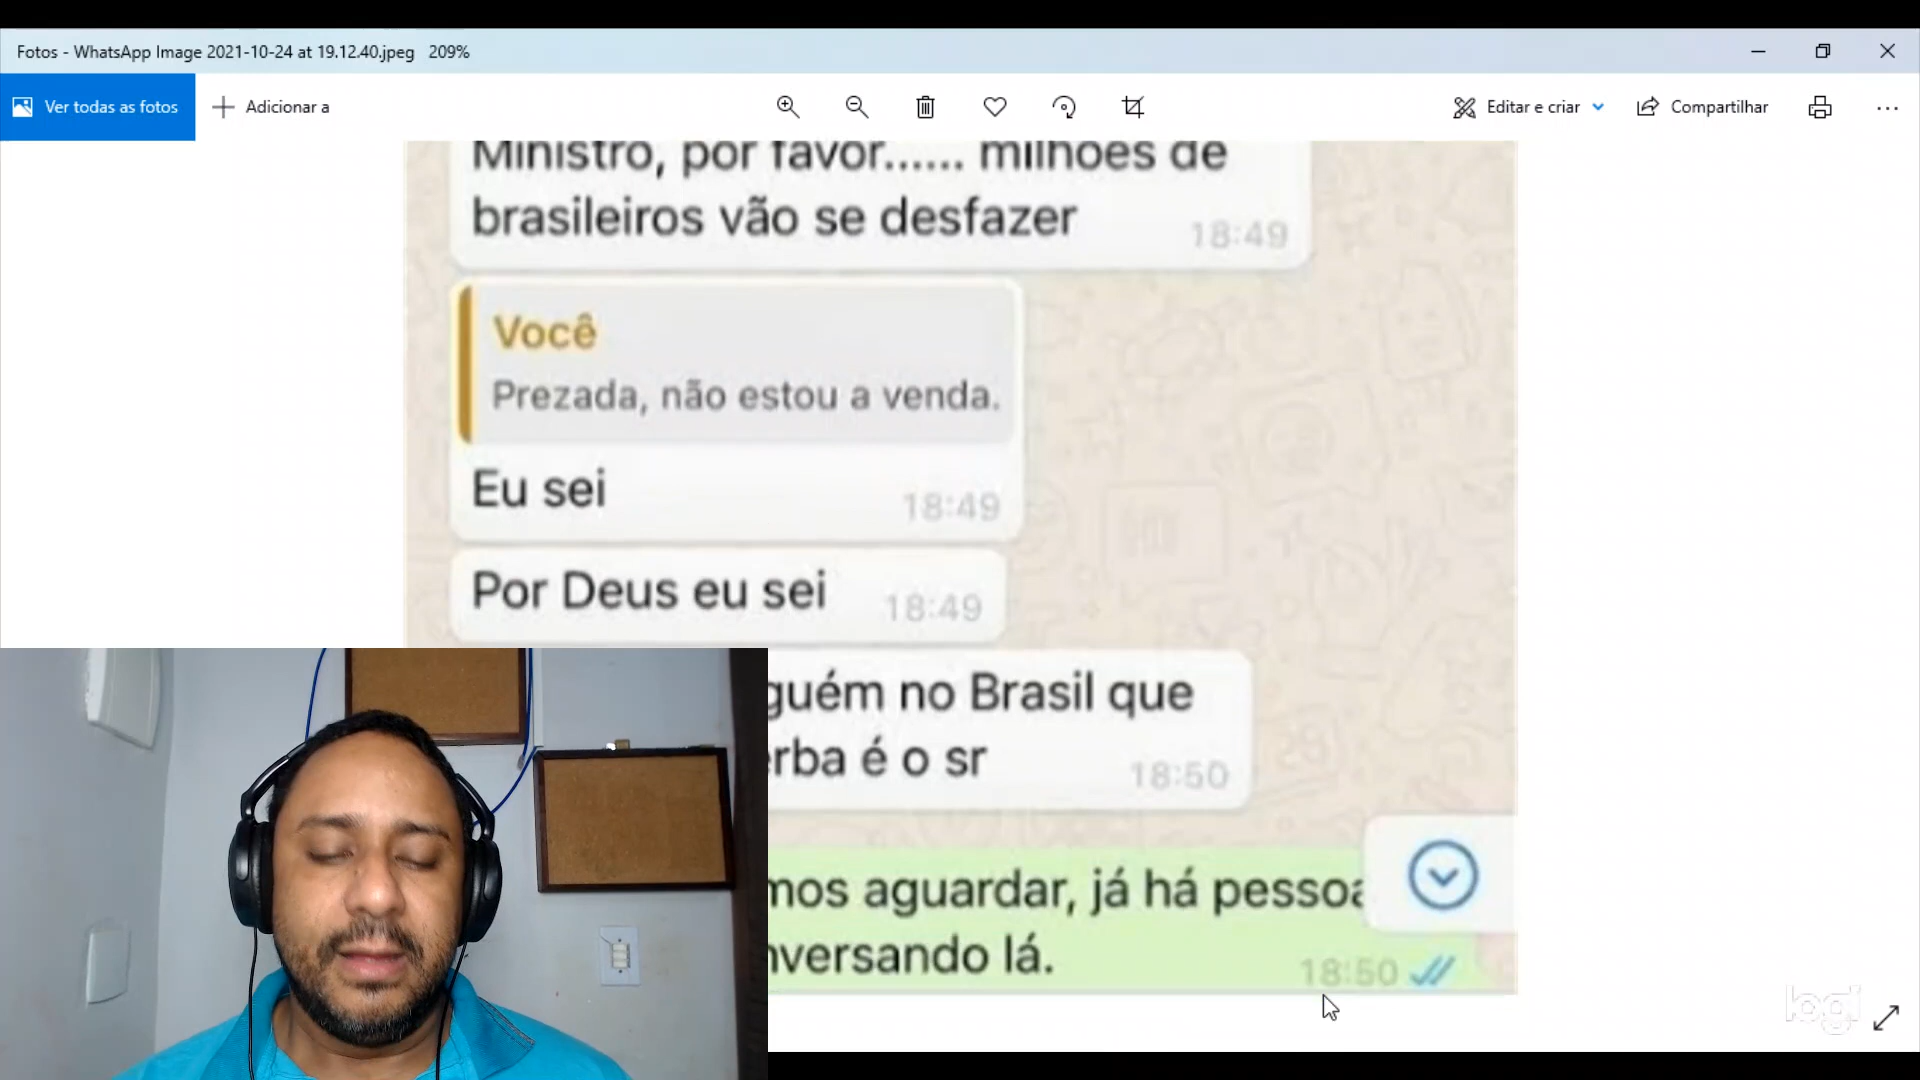 Fotos - WhatsApp Image 2021-10-24 at 19.12.40.jpeg 209%
Ver todas as fotos
Adicionar a
Editar e criar
Compartilhar
Ministro, por favor...... milhões de
brasileiros vão se desfazer
18:49
Você
Prezada, não estou a venda.
Eu sei
18:49
Por Deus eu sei
18:49
guém no Brasil que
rba é o sr
18:50
mos aguardar, já há pessoa
versando lá.
18:50
logi